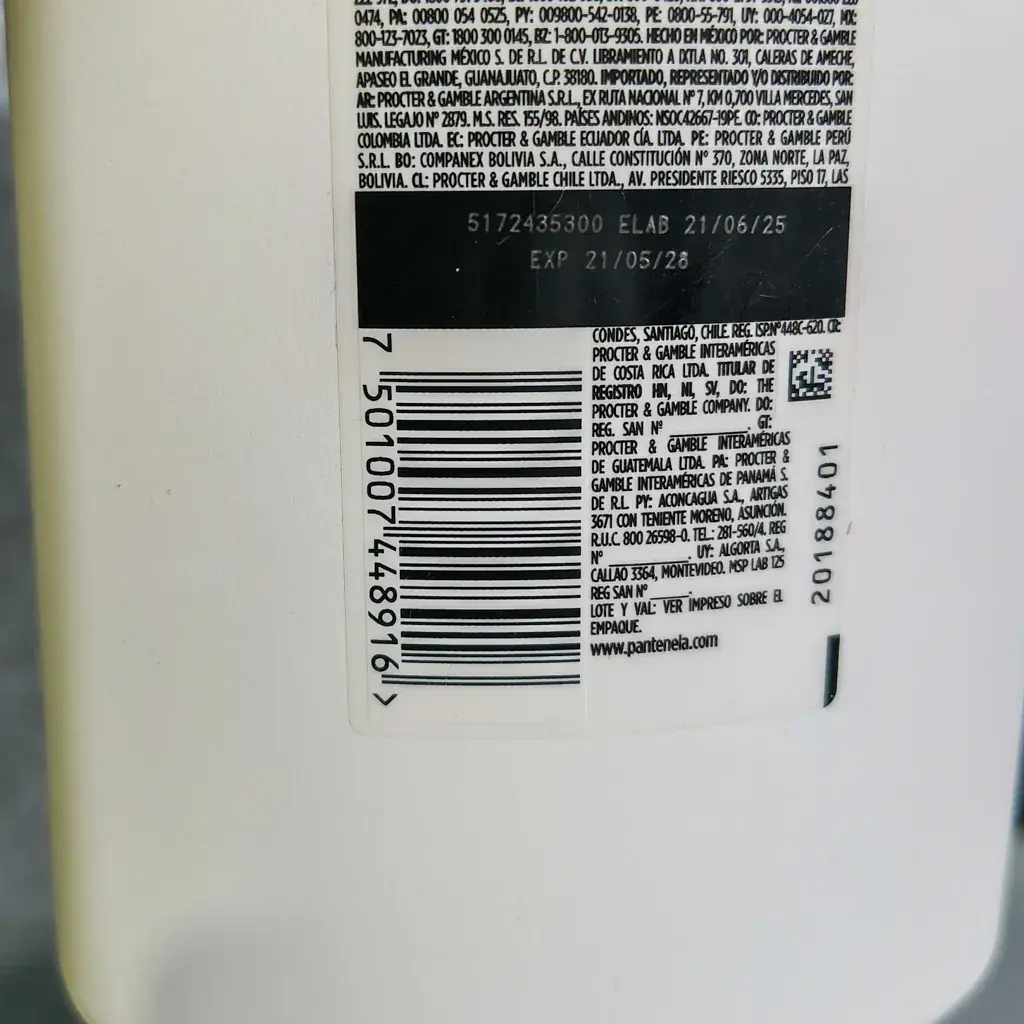 0474, PA: 00800 054 0525, PY: 009800-542-0138, PE: 0800-55-791, UY: 000-4054-027, MX:
800-123-7023, GT: 1800 300 0145, BZ: 1-800-013-9305. HECHO EN MÉXICO POR: PROCTER & GAMBLE
MANUFACTURING MÉXICO S. DE R.L. DE C.V. LIBRAMIENTO A IXTLA NO. 301, CALERAS DE AMECHE,
APASEO EL GRANDE, GUANAJUATO, C.P. 38180. IMPORTADO, REPRESENTADO Y/O DISTRIBUIDO POR:
AR: PROCTER & GAMBLE ARGENTINA S.R.L., EX RUTA NACIONAL N° 7, KM 0,700 VILLA MERCEDES, SAN
LUIS. LEGAJO N° 2879. M.S. RES. 155/98. PAÍSES ANDINOS: NSOC42667-19PE. CO: PROCTER & GAMBLE
COLOMBIA LTDA. EC: PROCTER & GAMBLE ECUADOR CÍA. LTDA. PE: PROCTER & GAMBLE PERÚ
S.R.L. BO: COMPANEX BOLIVIA S.A., CALLE CONSTITUCIÓN N° 370, ZONA NORTE, LA PAZ,
BOLIVIA. CL: PROCTER & GAMBLE CHILE LTDA., AV. PRESIDENTE RIESCO 5335, PISO 17, LAS
5172435300 ELAB 21/06/25
EXP 21/05/28
CONDES, SANTIAGO, CHILE. REG. ISP.N°448C-620. CR:
PROCTER & GAMBLE INTERAMÉRICAS
DE COSTA RICA LTDA. TITULAR DE
REGISTRO HN, NI, SV, DO: THE
PROCTER & GAMBLE COMPANY. DO:
REG. SAN Nº ________. GT:
PROCTER & GAMBLE INTERAMÉRICAS
DE GUATEMALA LTDA. PA: PROCTER &
GAMBLE INTERAMÉRICAS DE PANAMÁ S.
DE R.L. PY: ACONCAGUA S.A., ARTIGAS
3671 CON TENIENTE MORENO, ASUNCIÓN.
R.U.C. 800 26598-0. TEL.: 281-560/4. REG
N° ________. UY: ALGORTA S.A.,
CALLAO 3364, MONTEVIDEO. MSP LAB 125
REG SAN N° ____.
LOTE Y VAL: VER IMPRESO SOBRE EL
EMPAQUE.
www.pantenela.com
7 501007 448916 >
20188401